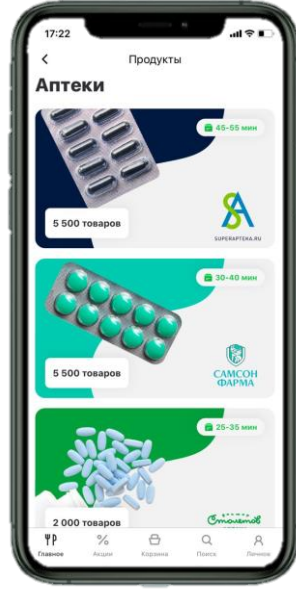 17:22
Продукты
Аптеки
45-55 мин
5 500 товаров
SUPERAPTEKA.RU
30-40 мин
5 500 товаров
САМСОН
ФАРМА
25-35 мин
2 000 товаров
Столетов
Главное
Акции
Корзина
Поиск
Личное